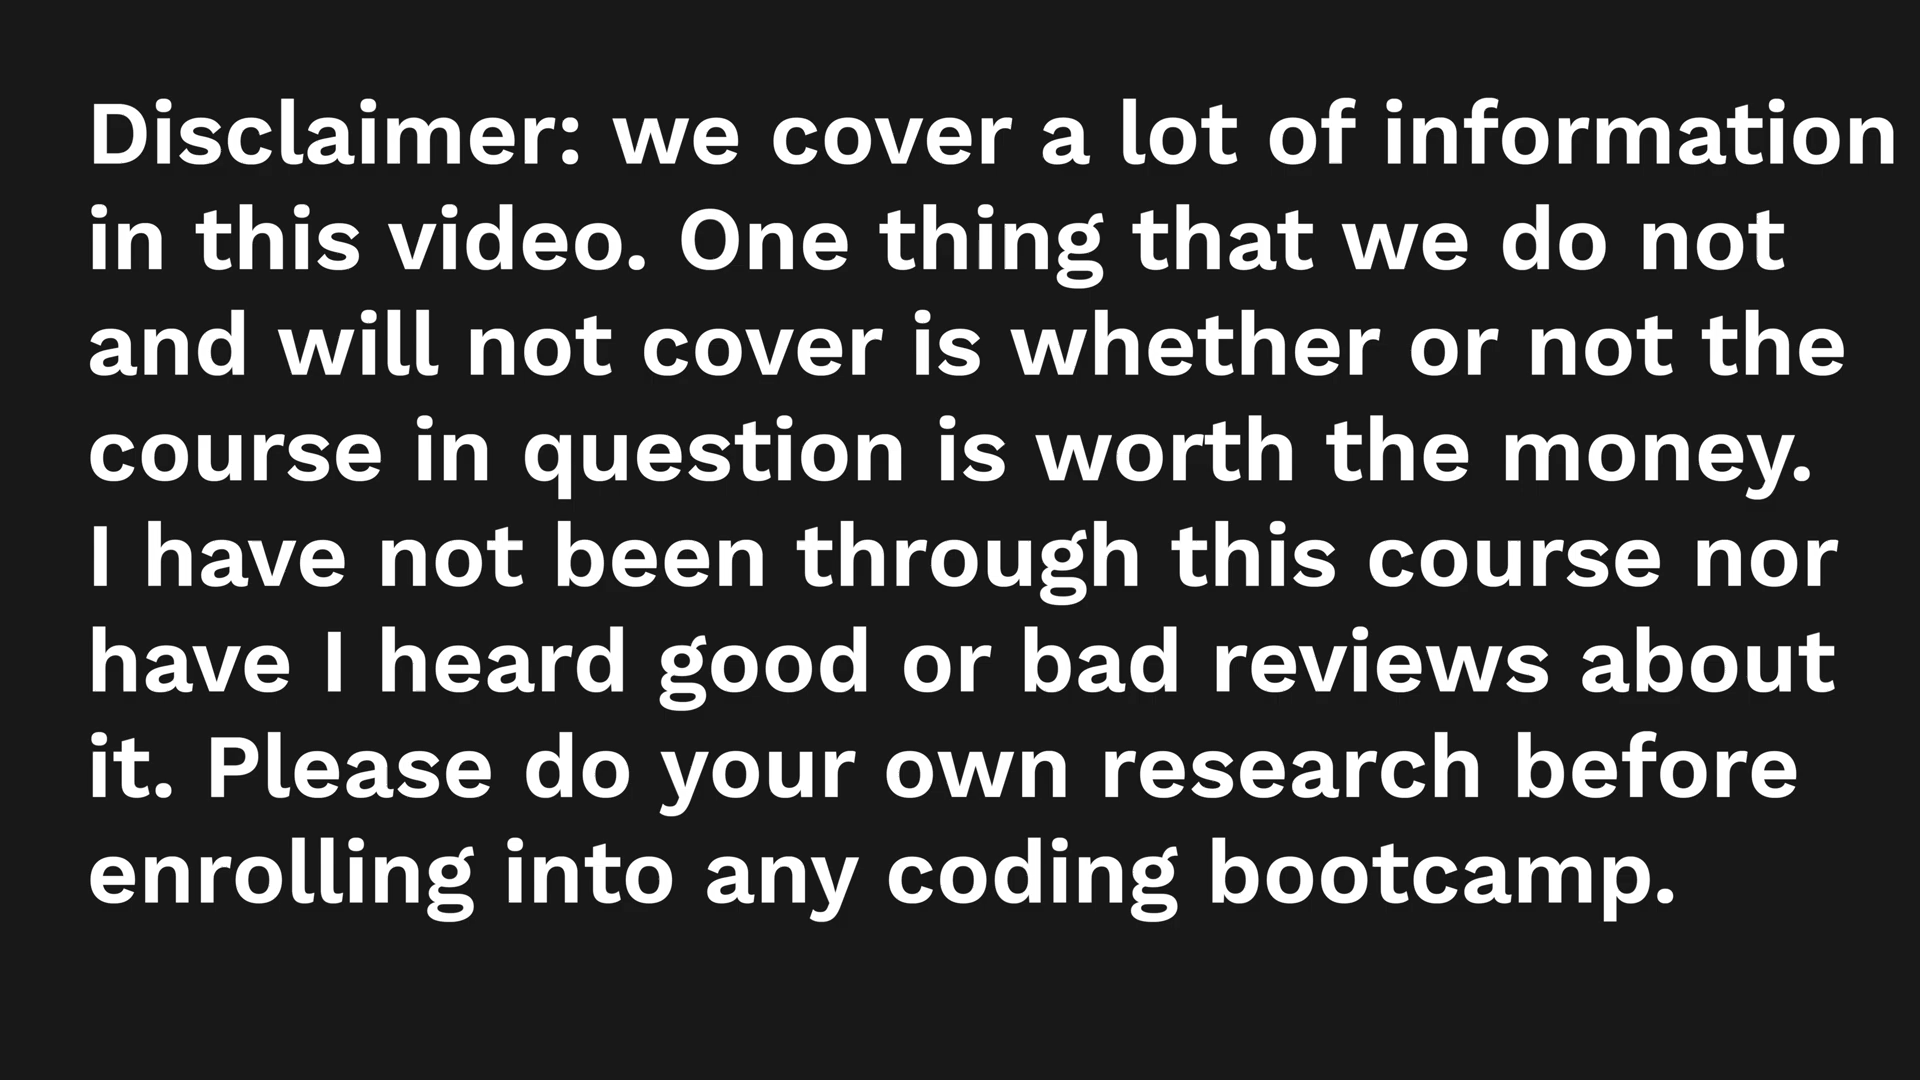 Disclaimer: we cover a lot of information
in this video. One thing that we do not
and will not cover is whether or not the
course in question is worth the money.
I have not been through this course nor
have I heard good or bad reviews about
it. Please do your own research before
enrolling into any coding bootcamp.